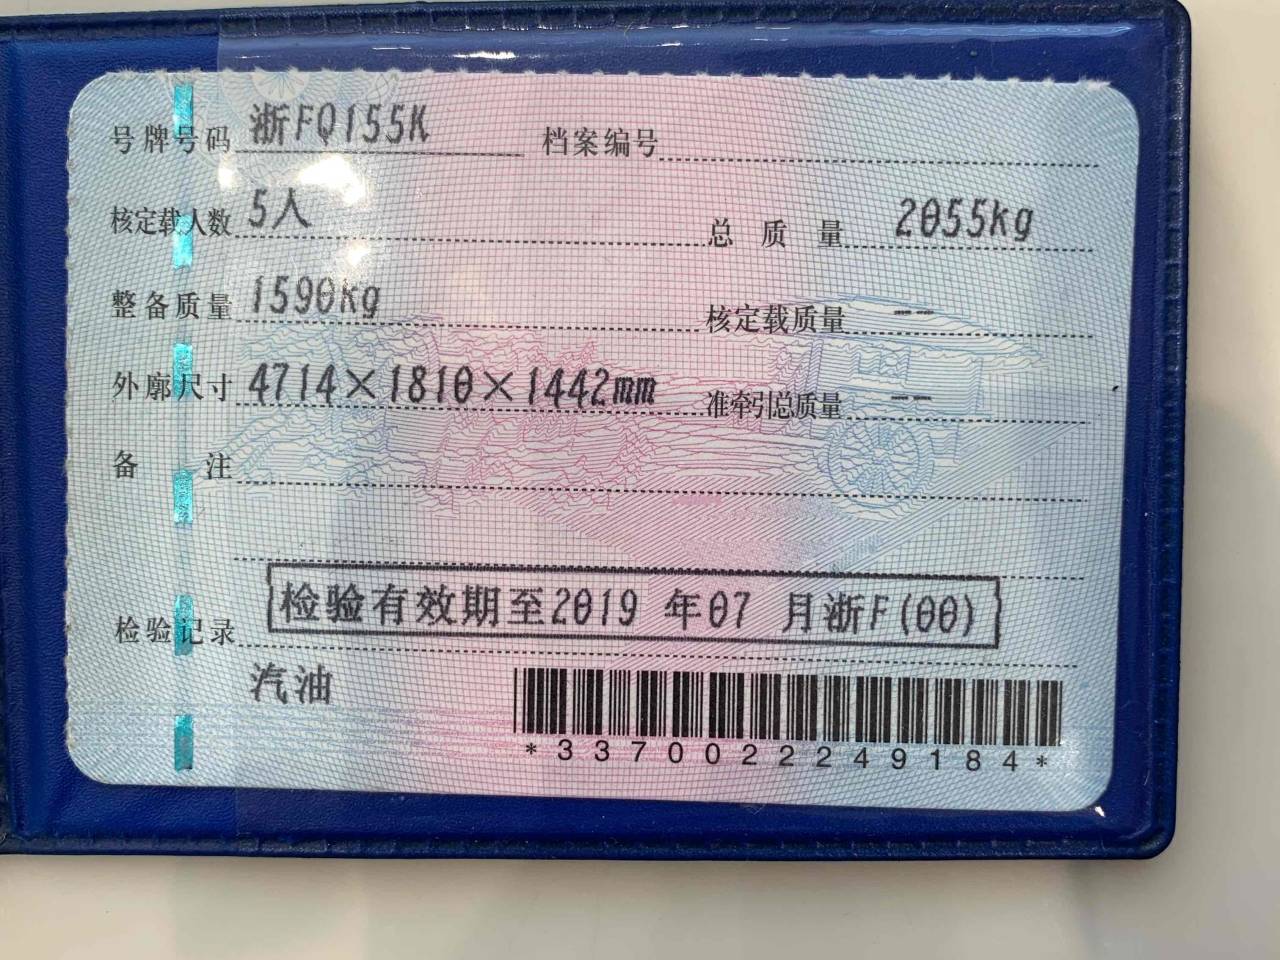 号牌号码 浙FQ155K 档案编号
核定载人数 5人 总质量 2055kg
整备质量 1590kg 核定载质量 --
外廓尺寸 4714×1810×1442mm 准牵引总质量 --
备注
检验记录 检验有效期至2019 年07 月浙F(00)
汽油
*3370022249184*